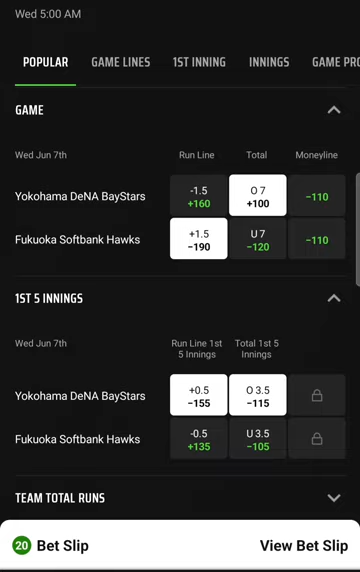 Wed 5:00 AM
POPULAR GAME LINES 1ST INNING INNINGS GAME PRO
GAME
Wed Jun 7th Run Line Total Moneyline
Yokohama DeNA BayStars -1.5 +160 O 7 +100 −110
Fukuoka Softbank Hawks +1.5 −190 U 7 −120 −110
1ST 5 INNINGS
Wed Jun 7th Run Line 1st 5 Innings Total 1st 5 Innings
Yokohama DeNA BayStars +0.5 −155 O 3.5 −115
Fukuoka Softbank Hawks -0.5 +135 U 3.5 −105
TEAM TOTAL RUNS
20 Bet Slip View Bet Slip